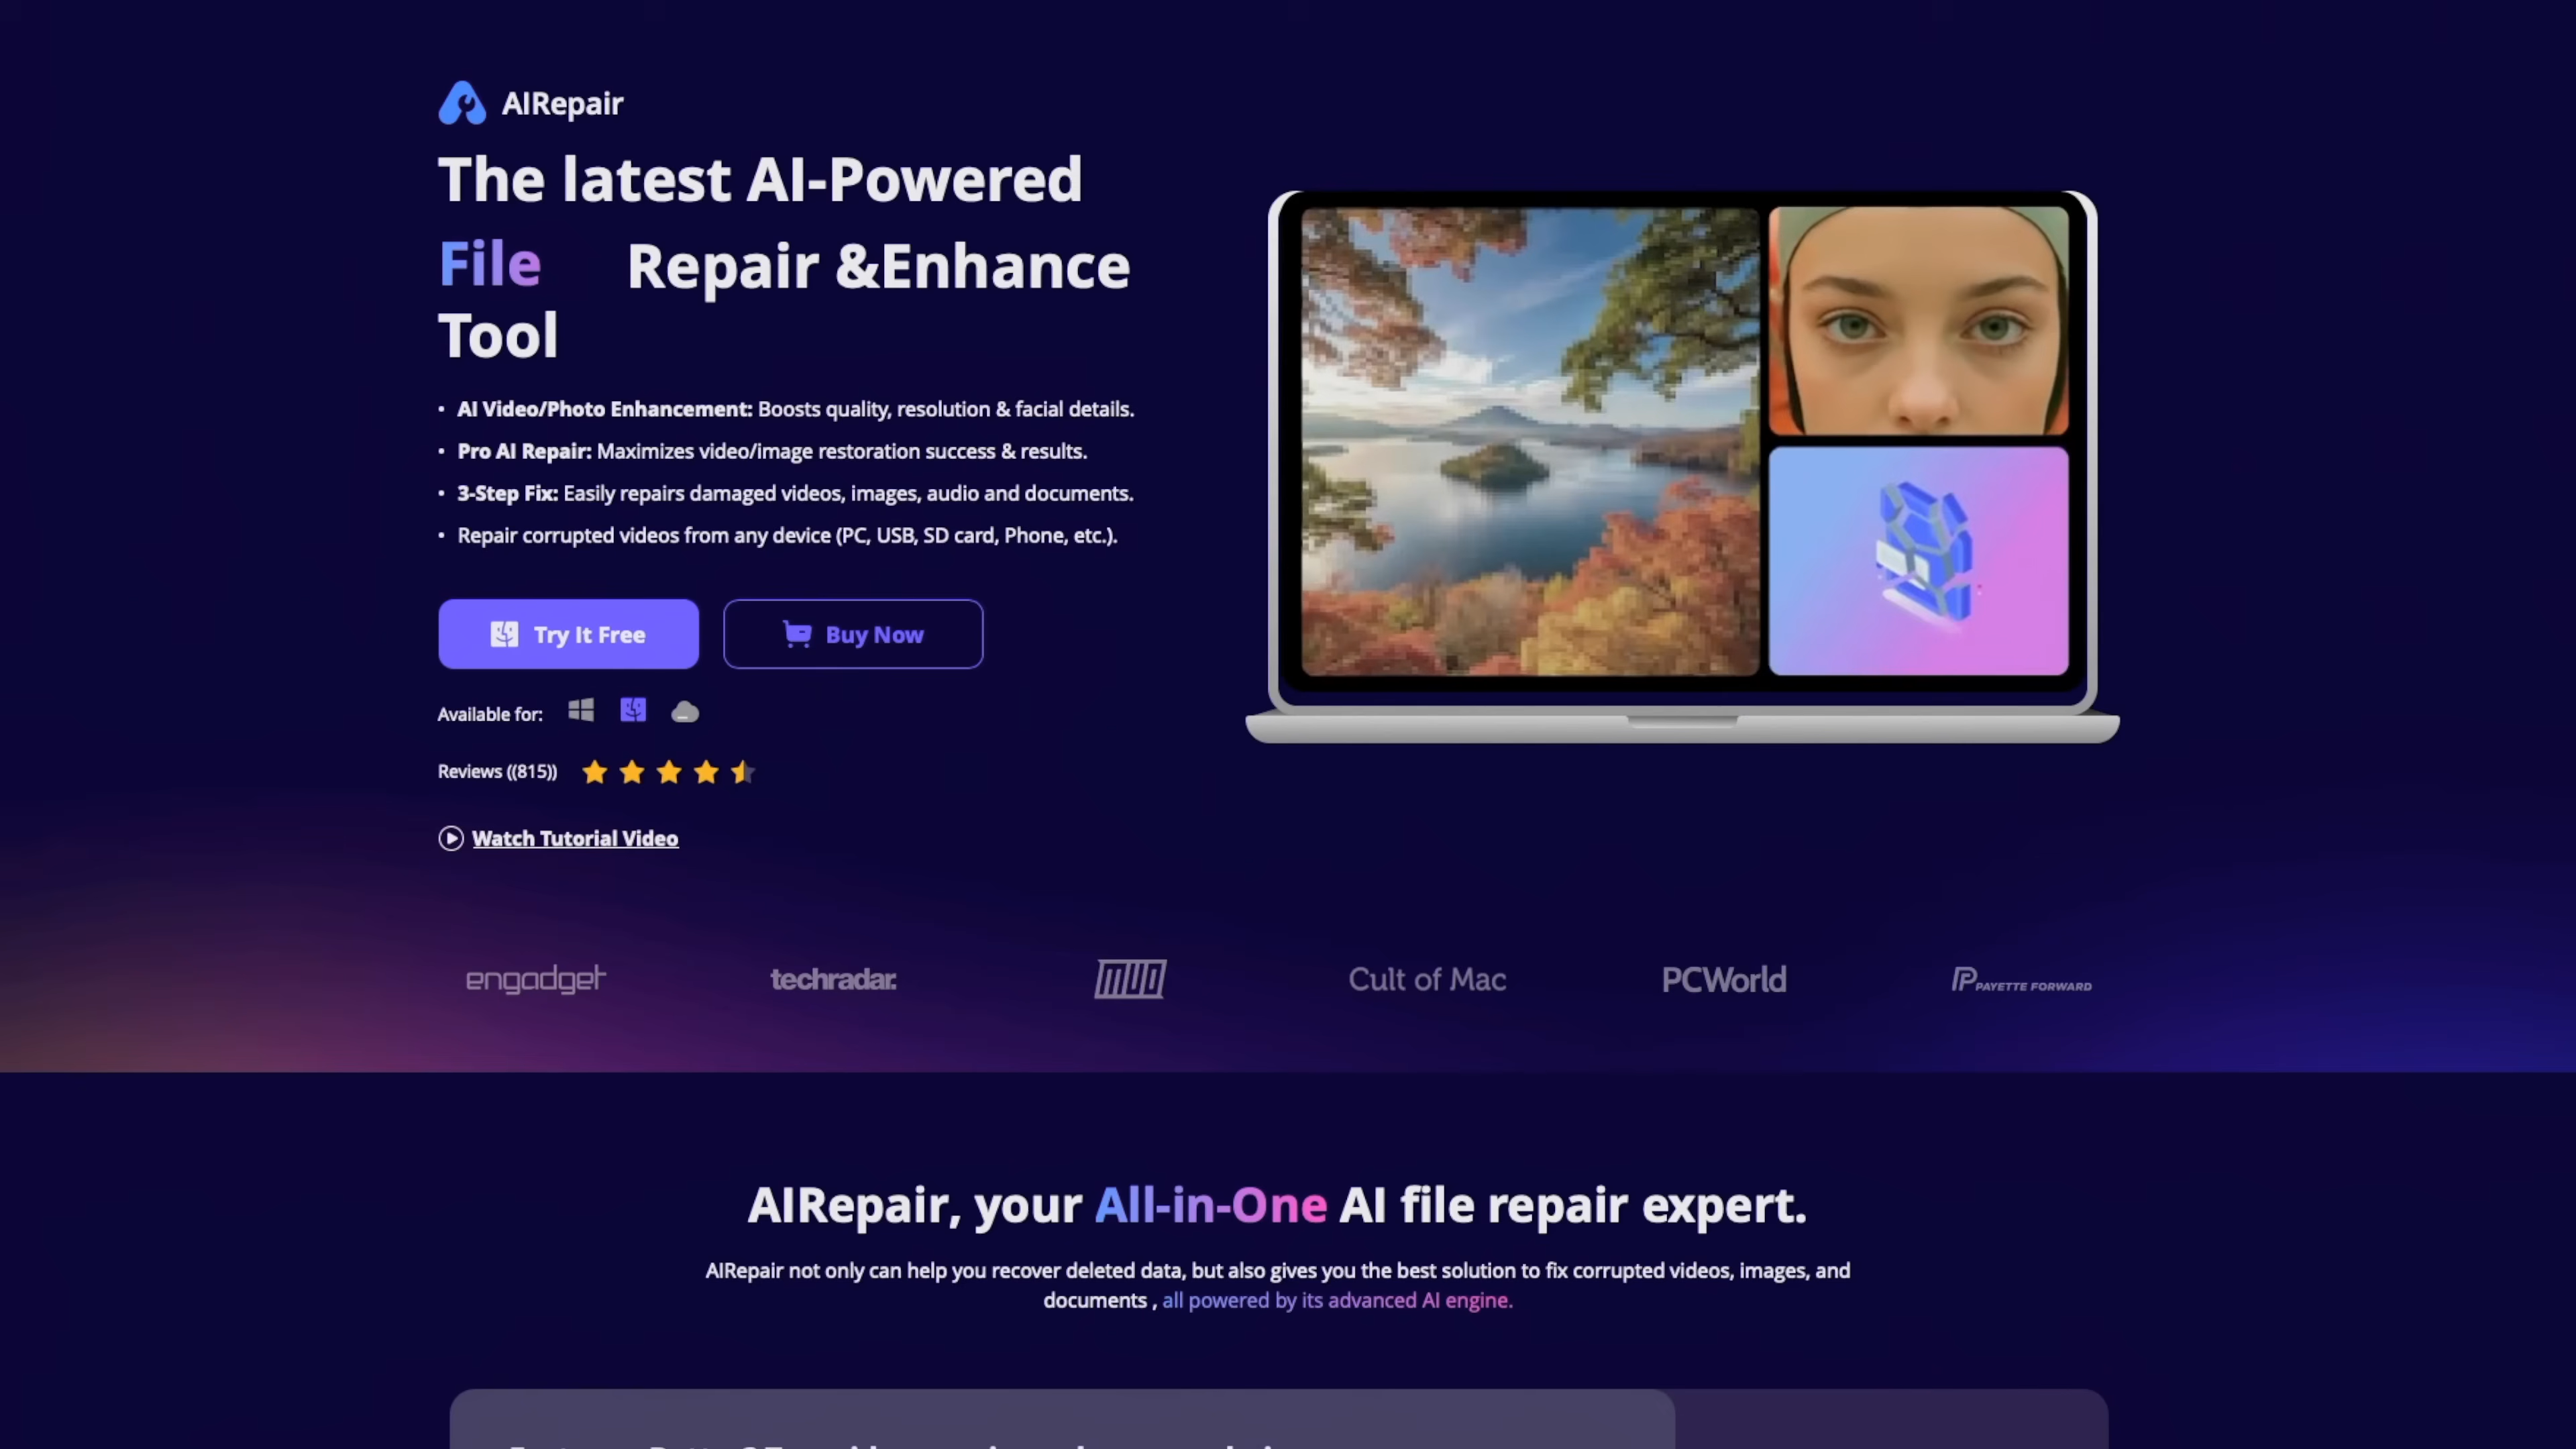 AIRepair
The latest AI-Powered
File Repair &Enhance
Tool
• AI Video/Photo Enhancement: Boosts quality, resolution & facial details.
• Pro AI Repair: Maximizes video/image restoration success & results.
• 3-Step Fix: Easily repairs damaged videos, images, audio and documents.
• Repair corrupted videos from any device (PC, USB, SD card, Phone, etc.).
Try It Free
Buy Now
Available for:
Reviews ((815))
Watch Tutorial Video
engadget
techradar.
MUO
Cult of Mac
PCWorld
PAYETTE FORWARD
AIRepair, your All-in-One AI file repair expert.
AIRepair not only can help you recover deleted data, but also gives you the best solution to fix corrupted videos, images, and
documents , all powered by its advanced AI engine.